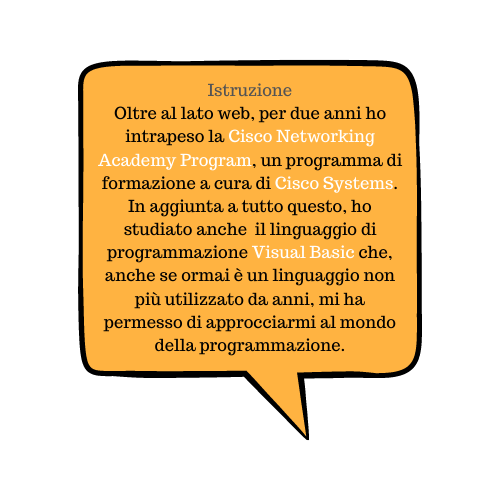 Istruzione
Oltre al lato web, per due anni ho
intrapeso la Cisco Networking
Academy Program, un programma di
formazione a cura di Cisco Systems.
In aggiunta a tutto questo, ho
studiato anche il linguaggio di
programmazione Visual Basic che,
anche se ormai è un linguaggio non
più utilizzato da anni, mi ha
permesso di approcciarmi al mondo
della programmazione.